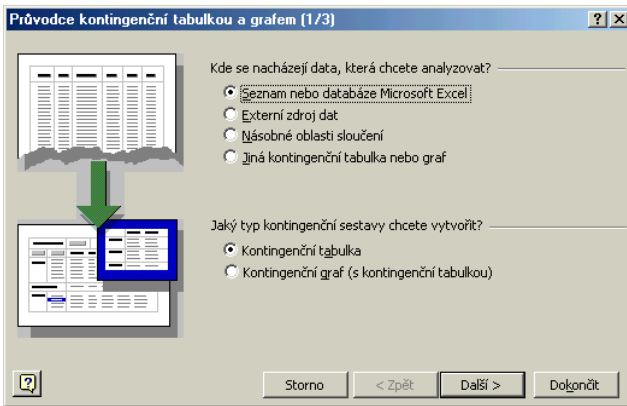 Průvodce kontingenční tabulkou a grafem (1/3)
Kde se nacházejí data, která chcete analyzovat?
Seznam nebo databáze Microsoft Excel
Externí zdroj dat
Násobné oblasti sloučení
Jiná kontingenční tabulka nebo graf
Jaký typ kontingenční sestavy chcete vytvořit?
Kontingenční tabulka
Kontingenční graf (s kontingenční tabulkou)
Storno
< Zpět
Další >
Dokončit